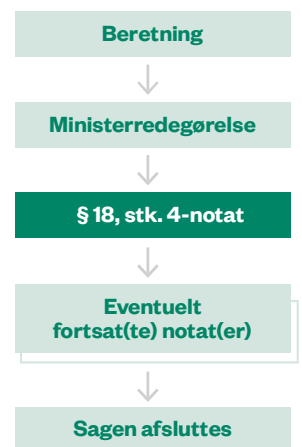 Beretning
Ministerredegørelse
§ 18, stk. 4-notat
Eventuelt
fortsat(te) notat(er)
Sagen afsluttes